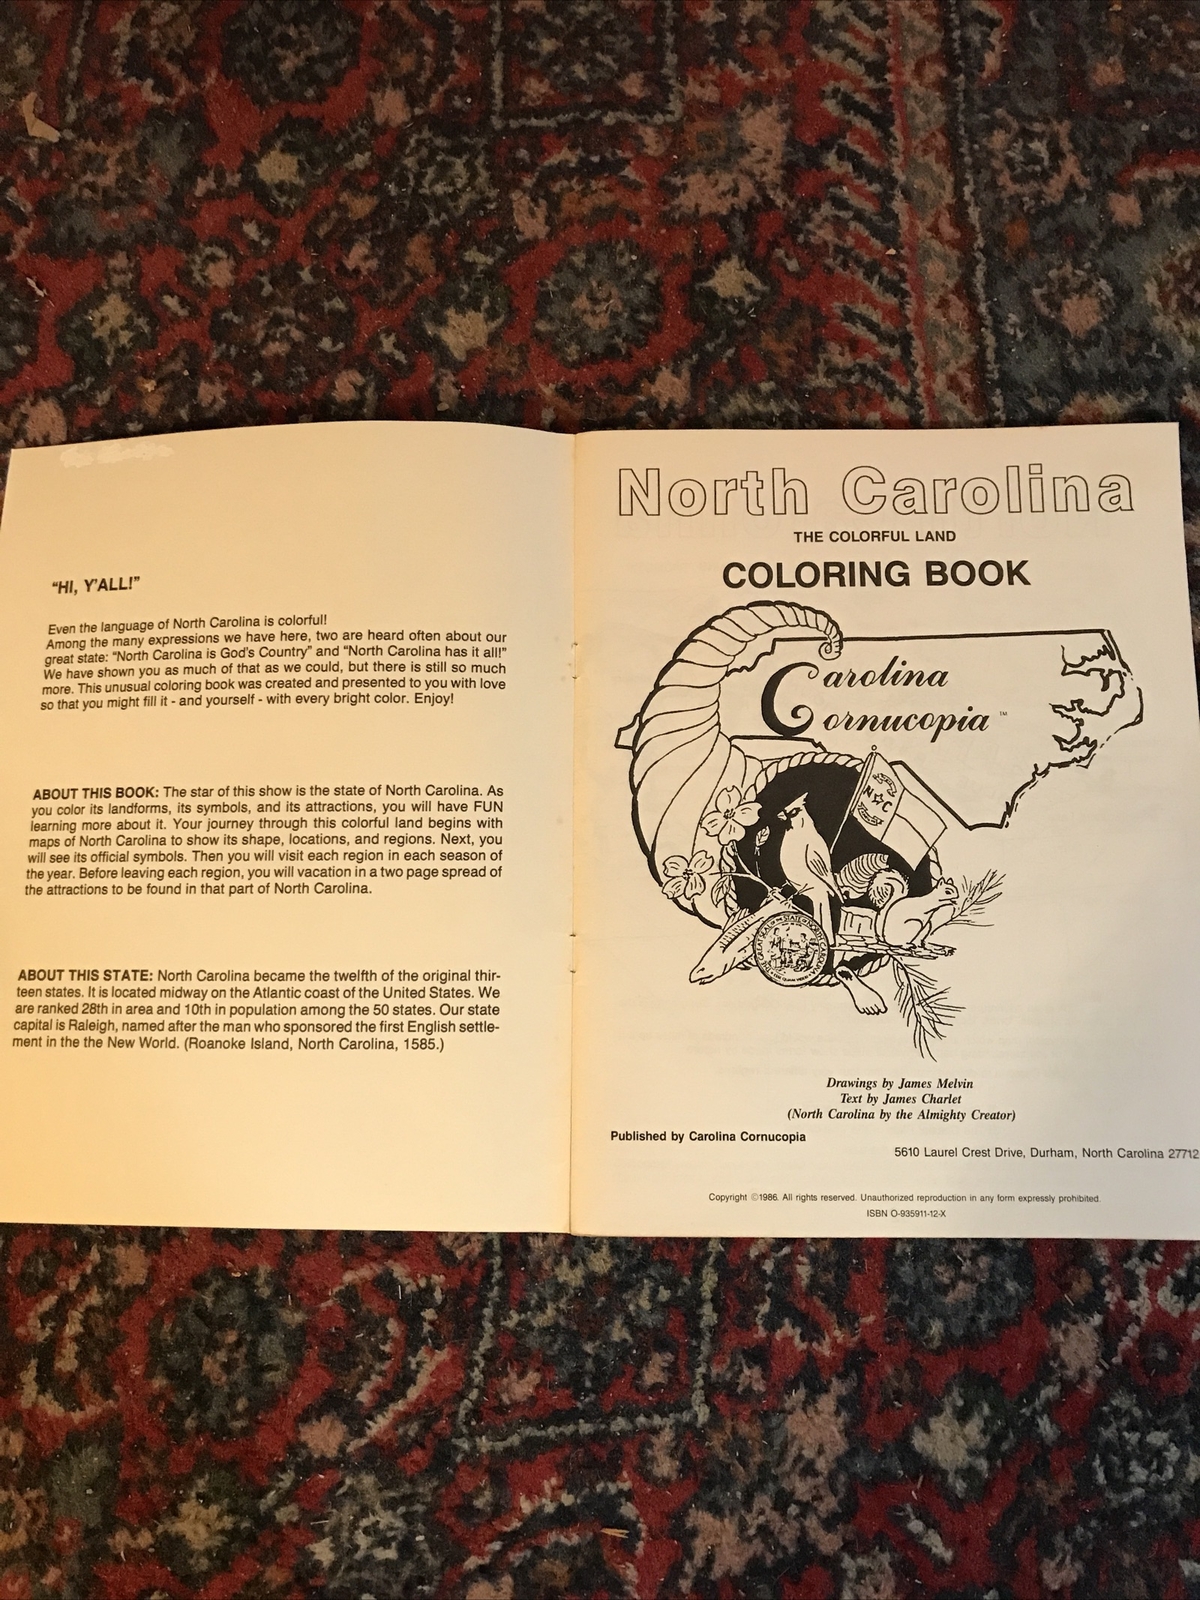 "HI, Y'ALL!"
Even the language of North Carolina is colorful!
Among the many expressions we have here, two are heard often about our
great state: "North Carolina is God's Country" and "North Carolina has it all!"
We have shown you as much of that as we could, but there is still so much
more. This unusual coloring book was created and presented to you with love
so that you might fill it - and yourself - with every bright color. Enjoy!
ABOUT THIS BOOK: The star of this show is the state of North Carolina. As
you color its landforms, its symbols, and its attractions, you will have FUN
learning more about it. Your journey through this colorful land begins with
maps of North Carolina to show its shape, locations, and regions. Next, you
will see its official symbols. Then you will visit each region in each season of
the year. Before leaving each region, you will vacation in a two page spread of
the attractions to be found in that part of North Carolina.
ABOUT THIS STATE: North Carolina became the twelfth of the original thir-
teen states. It is located midway on the Atlantic coast of the United States. We
are ranked 28th in area and 10th in population among the 50 states. Our state
capital is Raleigh, named after the man who sponsored the first English settle-
ment in the the New World. (Roanoke Island, North Carolina, 1585.)
North Carolina
THE COLORFUL LAND
COLORING BOOK
Carolina
Cornucopia™
N☆C
THE GREAT SEAL OF THE STATE OF NORTH CAROLINA
Drawings by James Melvin
Text by James Charlet
(North Carolina by the Almighty Creator)
Published by Carolina Cornucopia
5610 Laurel Crest Drive, Durham, North Carolina 27712
Copyright ©1986. All rights reserved. Unauthorized reproduction in any form expressly prohibited.
ISBN O-935911-12-X